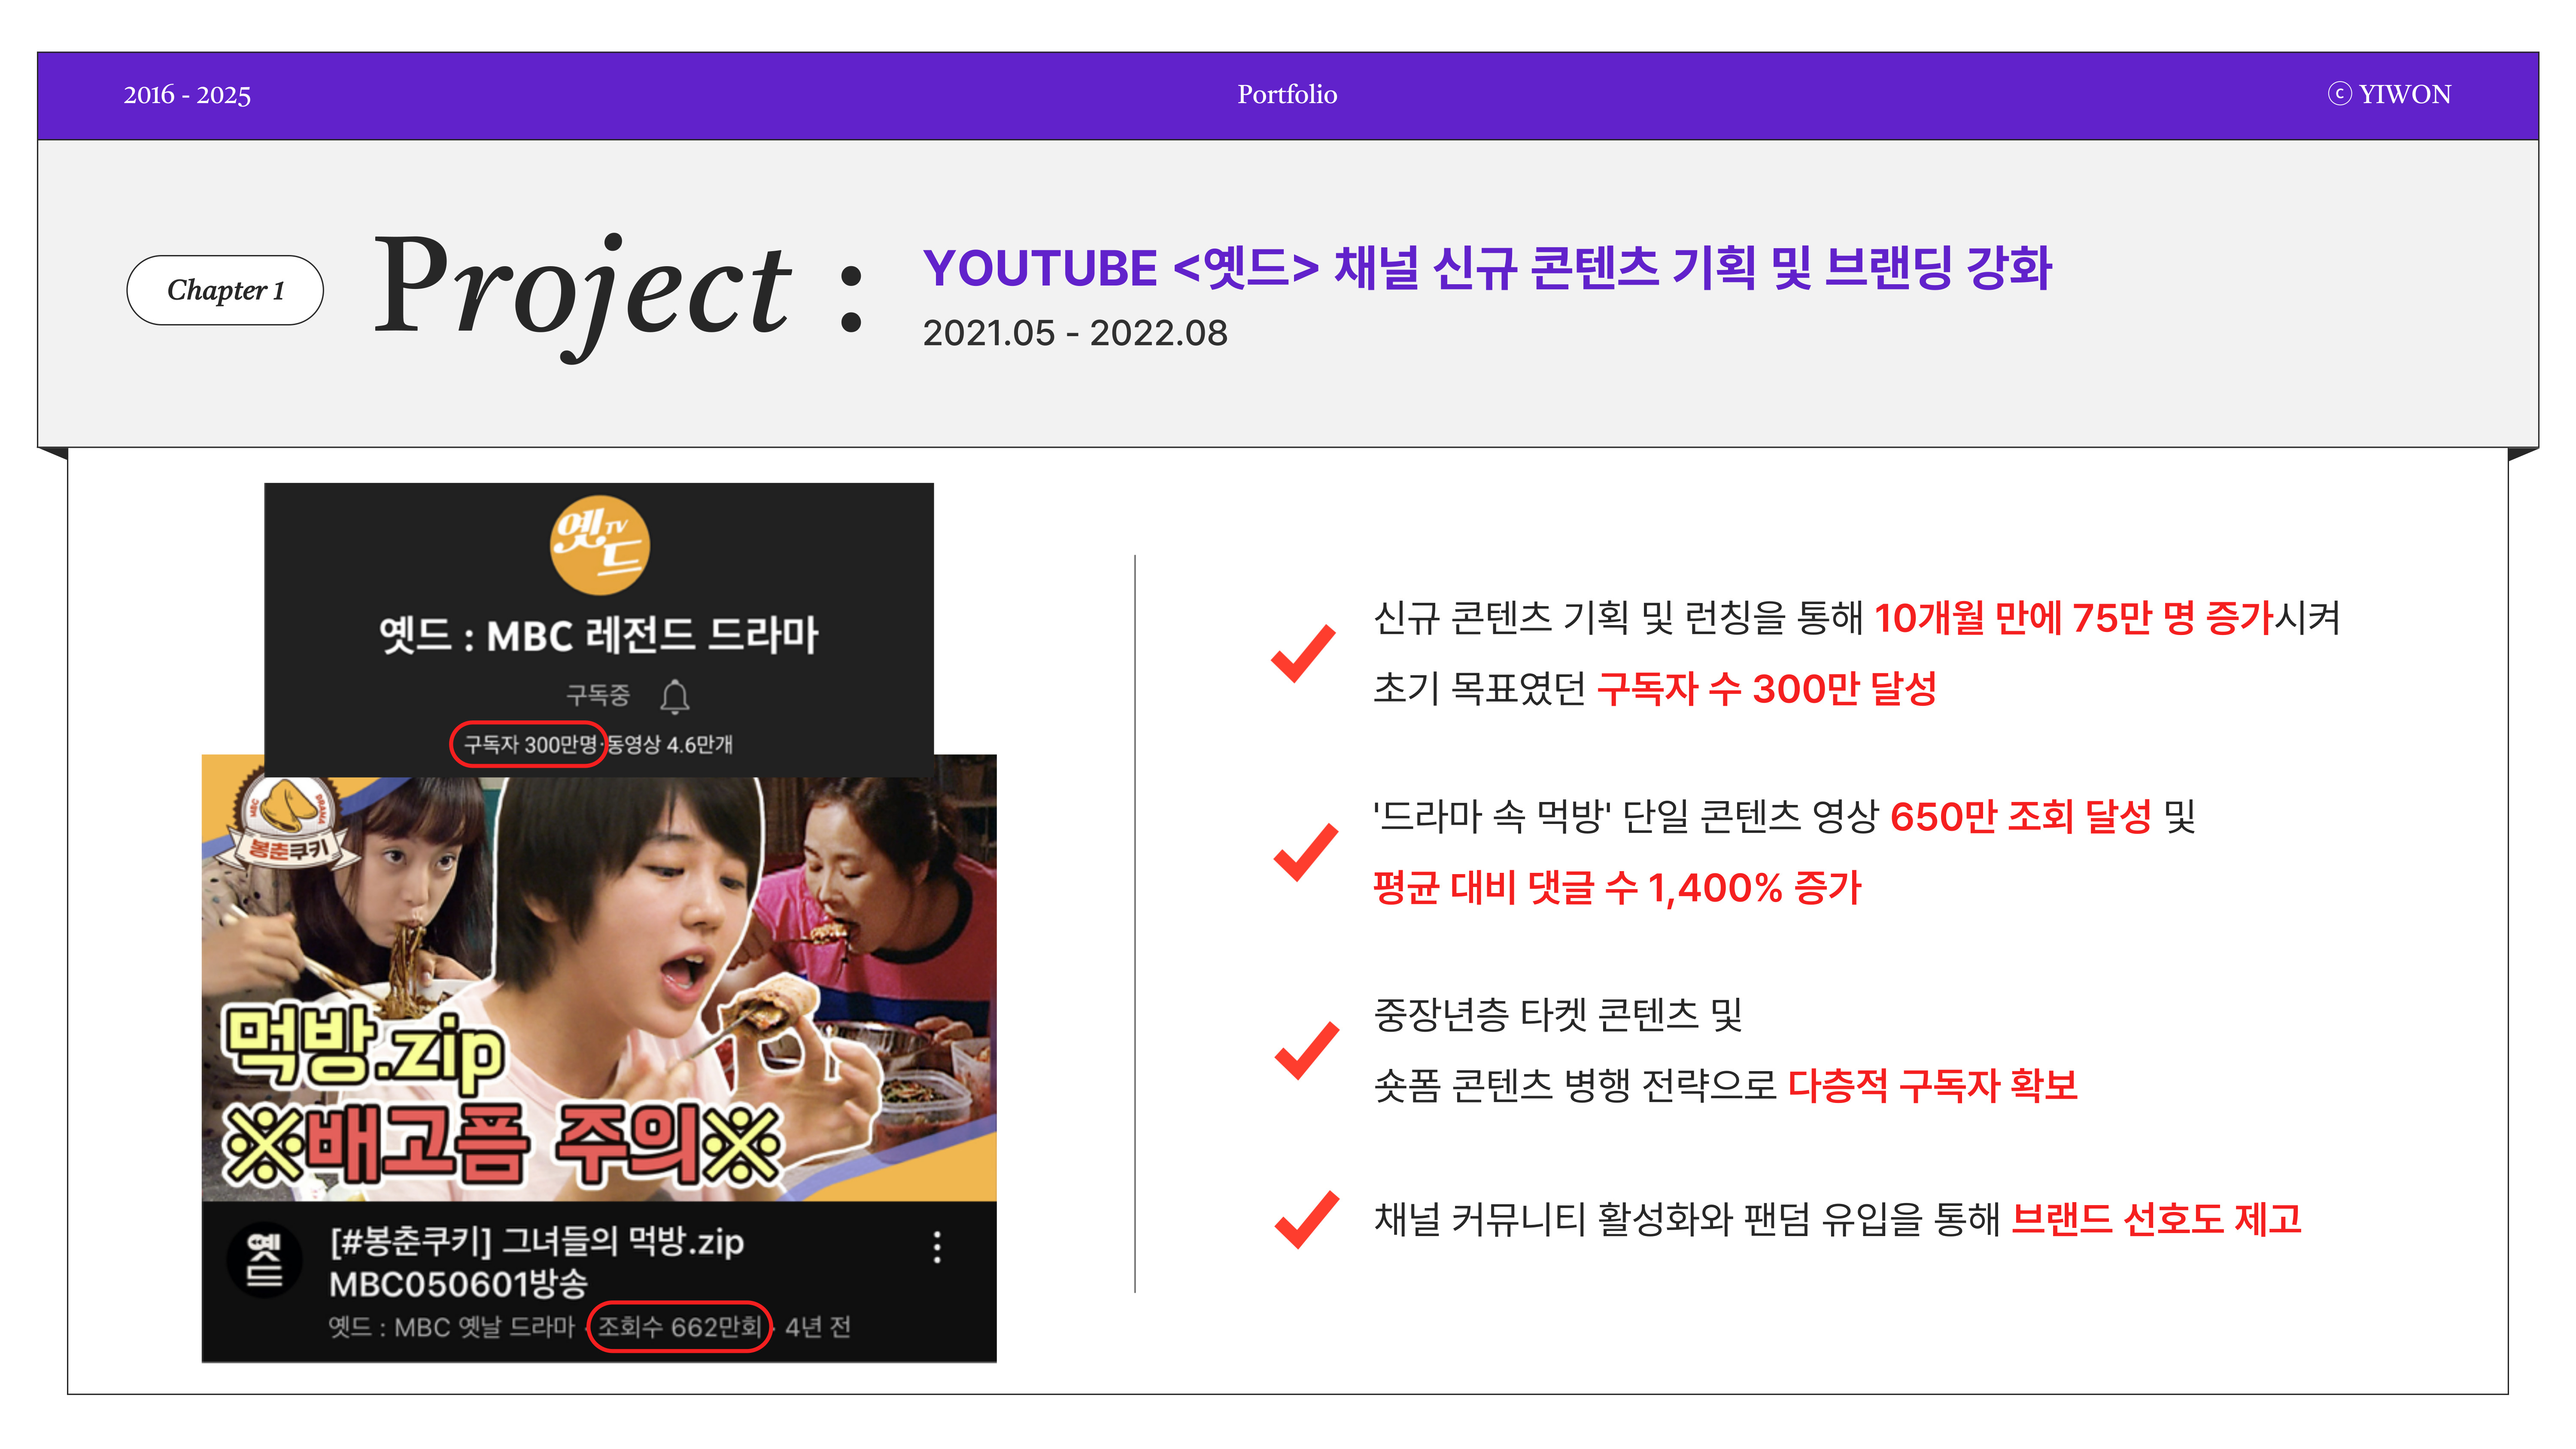 2016 - 2025
Portfolio
ⓒ YIWON
Chapter 1
Project :
YOUTUBE <옛드> 채널 신규 콘텐츠 기획 및 브랜딩 강화
2021.05 - 2022.08
옛드 TV
옛드 : MBC 레전드 드라마
구독중
구독자 300만명·동영상 4.6만개
MBC
DRAMA
봉춘쿠키
먹방.zip
※배고픔 주의※
옛드
[#봉춘쿠키] 그녀들의 먹방.zip
MBC050601방송
옛드 : MBC 옛날 드라마 · 조회수 662만회 · 4년 전
신규 콘텐츠 기획 및 런칭을 통해 10개월 만에 75만 명 증가시켜
초기 목표였던 구독자 수 300만 달성
'드라마 속 먹방' 단일 콘텐츠 영상 650만 조회 달성 및
평균 대비 댓글 수 1,400% 증가
중장년층 타켓 콘텐츠 및
숏폼 콘텐츠 병행 전략으로 다층적 구독자 확보
채널 커뮤니티 활성화와 팬덤 유입을 통해 브랜드 선호도 제고